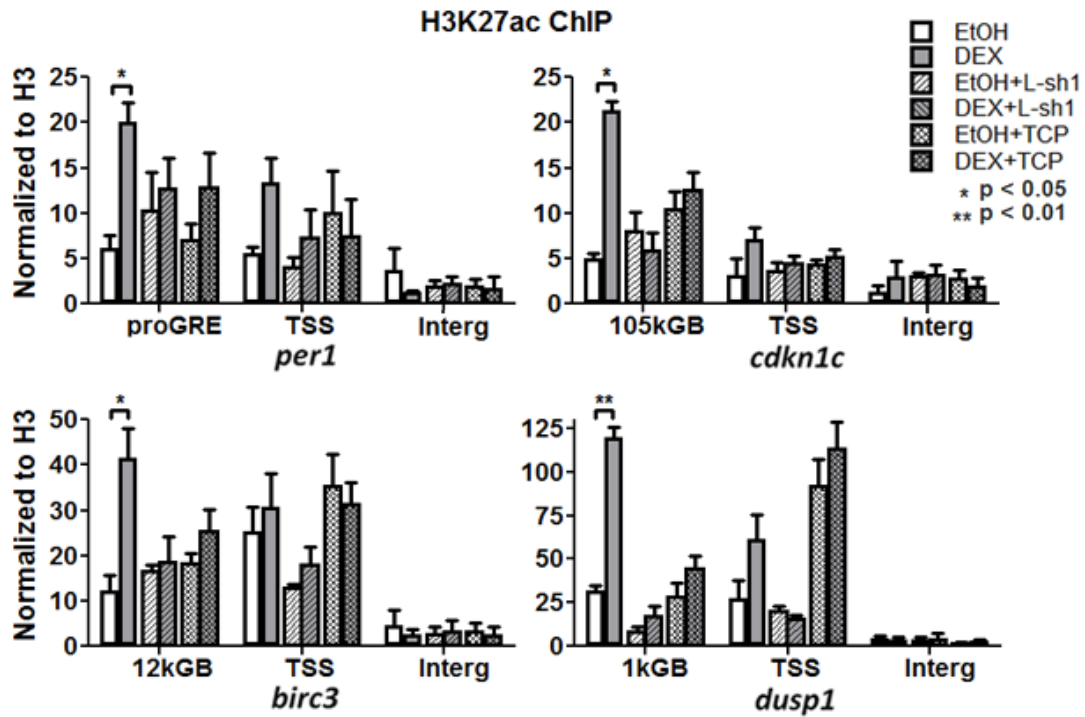 H3K27ac ChIP
EtOH
DEX
EtOH+L-sh1
DEX+L-sh1
EtOH+TCP
DEX+TCP
* p < 0.05
** p < 0.01
Normalized to H3
25
20
15
10
5
0
*
proGRE TSS Interg
per1
25
20
15
10
5
0
*
105kGB TSS Interg
cdkn1c
Normalized to H3
50
40
30
20
10
0
*
12kGB TSS Interg
birc3
125
100
75
50
25
0
**
1kGB TSS Interg
dusp1